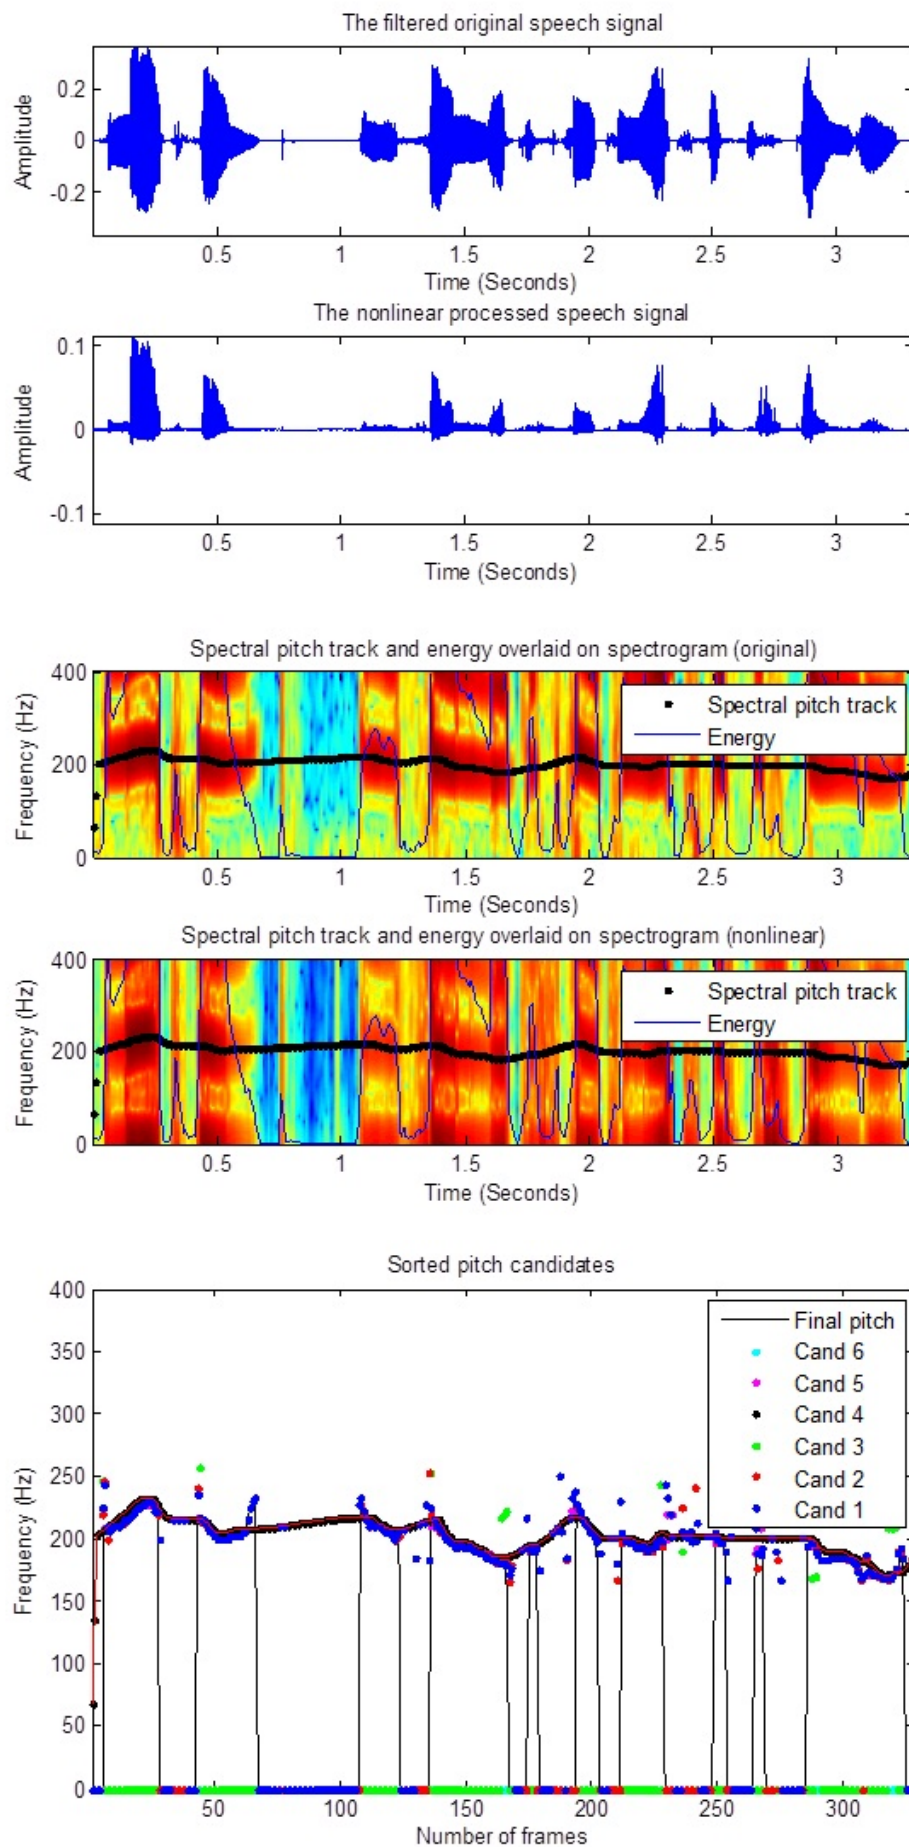 The filtered original speech signal
0.2
0
-0.2
Amplitude
0.5 1 1.5 2 2.5 3
Time (Seconds)
The nonlinear processed speech signal
0.1
0
-0.1
Amplitude
0.5 1 1.5 2 2.5 3
Time (Seconds)
Spectral pitch track and energy overlaid on spectrogram (original)
400
200
0
Frequency (Hz)
Spectral pitch track
Energy
0.5 1 1.5 2 2.5 3
Time (Seconds)
Spectral pitch track and energy overlaid on spectrogram (nonlinear)
400
200
0
Frequency (Hz)
Spectral pitch track
Energy
0.5 1 1.5 2 2.5 3
Time (Seconds)
Sorted pitch candidates
400
350
300
250
200
150
100
50
0
Frequency (Hz)
Final pitch
Cand 6
Cand 5
Cand 4
Cand 3
Cand 2
Cand 1
50 100 150 200 250 300
Number of frames